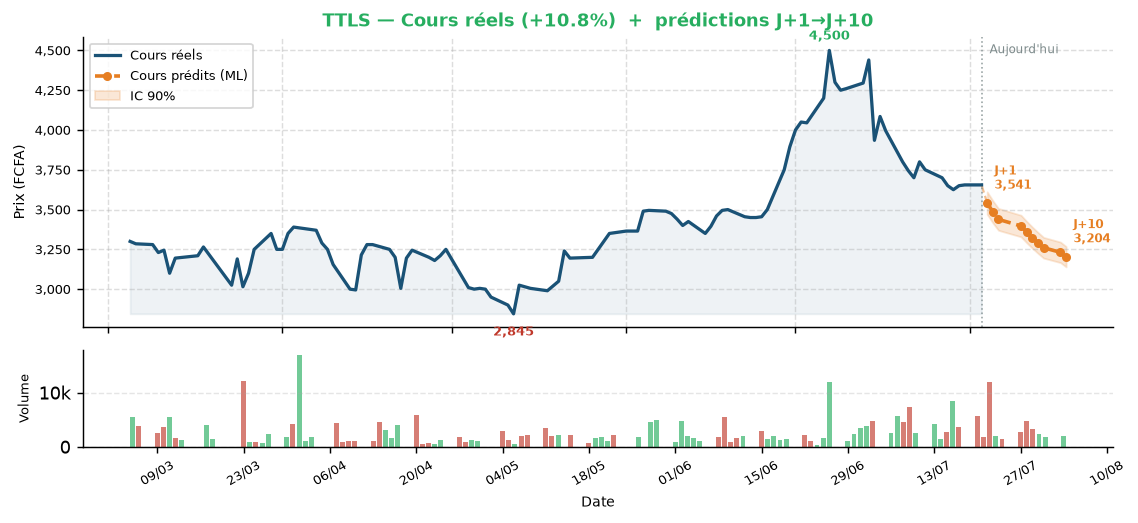 TTLS — Cours réels (+10.8%)  +  prédictions J+1→J+10
4,500
Aujourd'hui
Cours réels
Cours prédits (ML)
IC 90%
Prix (FCFA)
4,500
4,250
4,000
3,750
3,500
3,250
3,000
J+1
3,541
J+10
3,204
2,845
Volume
10k
0
09/03
23/03
06/04
20/04
04/05
18/05
01/06
15/06
29/06
13/07
27/07
10/08
Date